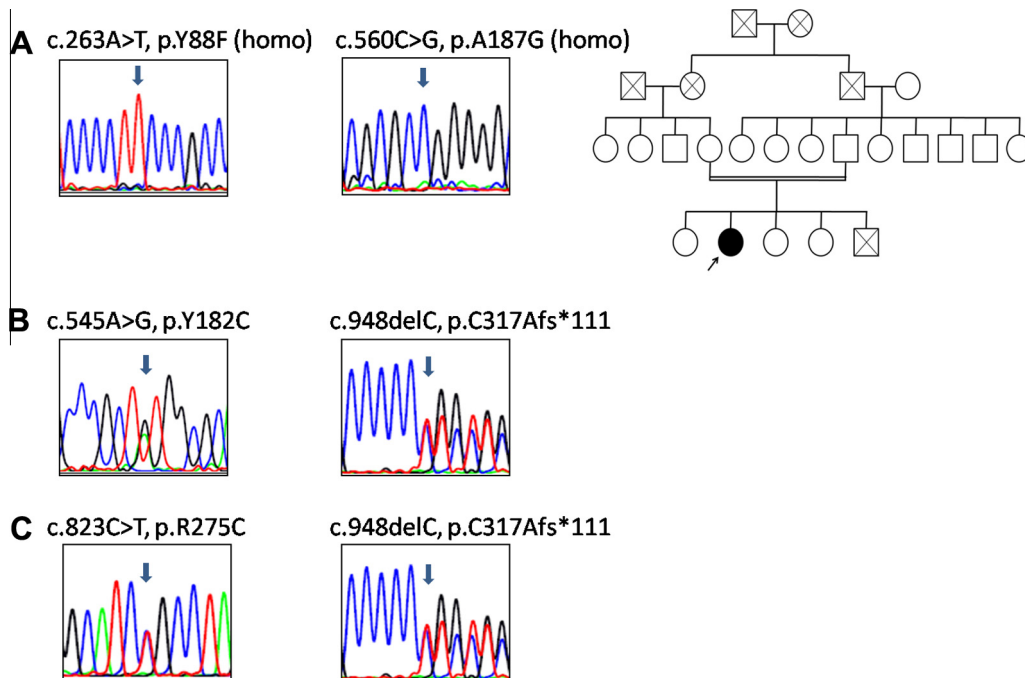 A c.263A>T, p.Y88F (homo) c.560C>G, p.A187G (homo)
B c.545A>G, p.Y182C c.948delC, p.C317Afs*111
C c.823C>T, p.R275C c.948delC, p.C317Afs*111